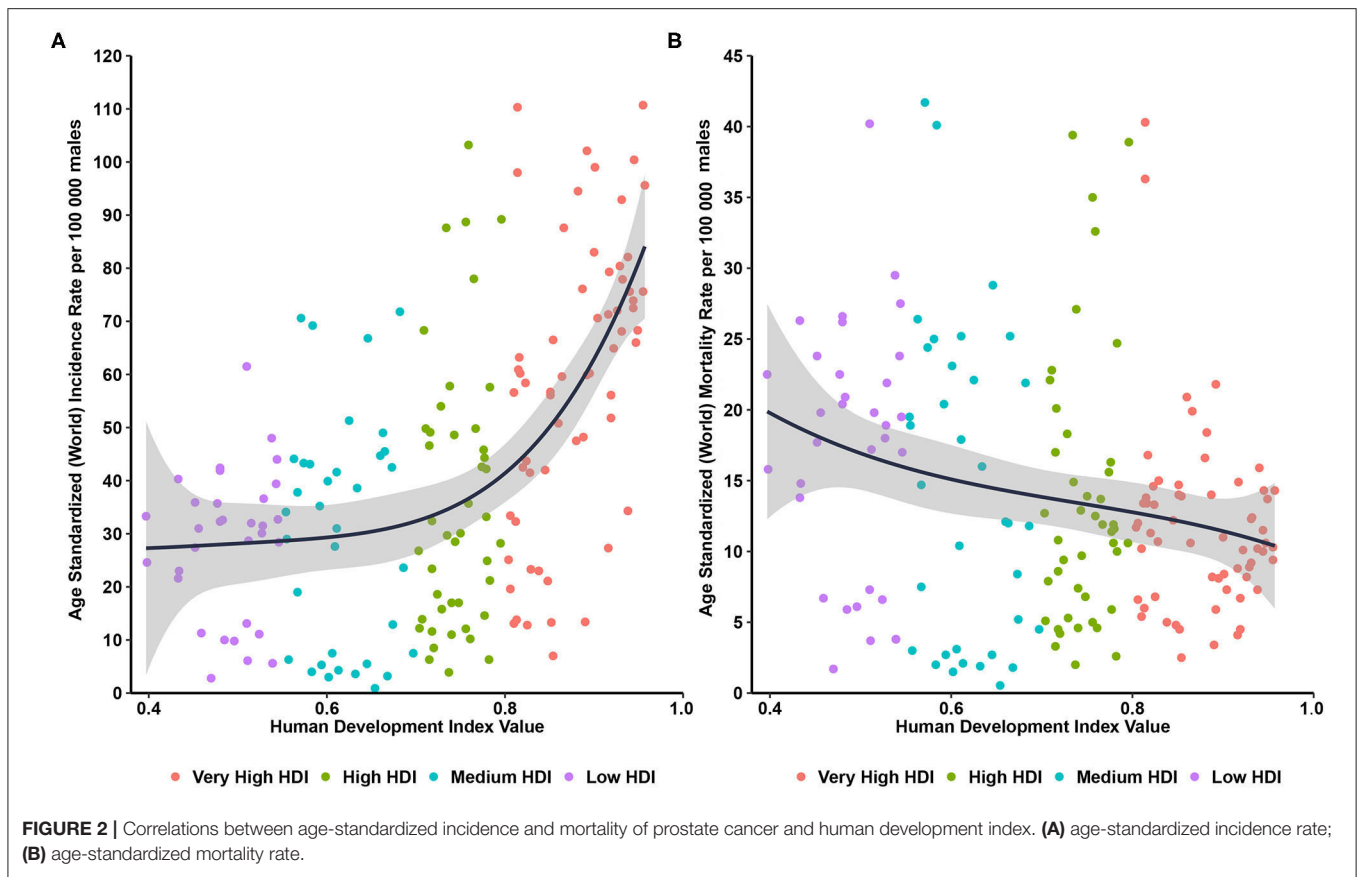 A
Age Standardized (World) Incidence Rate per 100 000 males
120
110
100
90
80
70
60
50
40
30
20
10
0
0.4 0.6 0.8 1.0
Human Development Index Value
Very High HDI High HDI Medium HDI Low HDI
B
Age Standardized (World) Mortality Rate per 100 000 males
45
40
35
30
25
20
15
10
5
0
0.4 0.6 0.8 1.0
Human Development Index Value
Very High HDI High HDI Medium HDI Low HDI
FIGURE 2 | Correlations between age-standardized incidence and mortality of prostate cancer and human development index. (A) age-standardized incidence rate;
(B) age-standardized mortality rate.